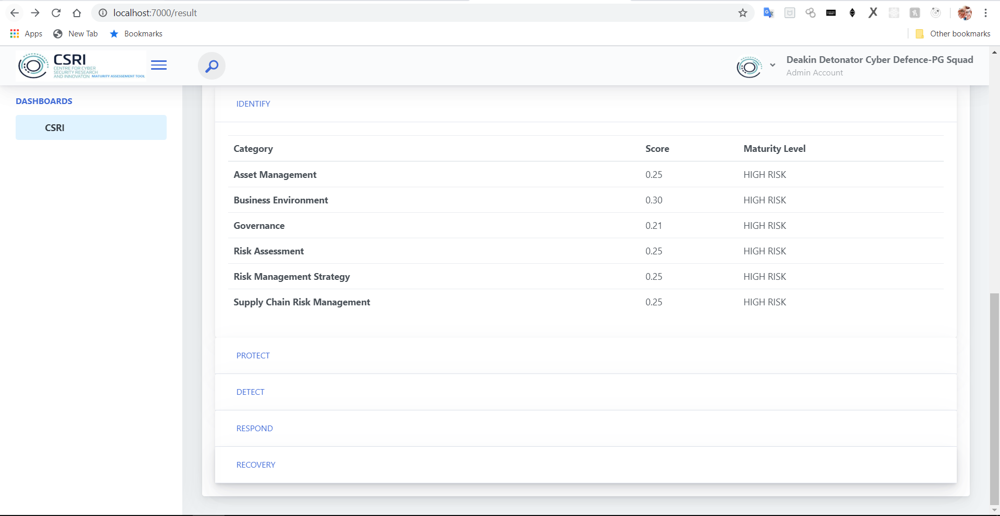 localhost:7000/result
Apps New Tab Bookmarks Other bookmarks
CSRI
CENTRE FOR CYBER
SECURITY RESEARCH
AND INNOVATON MATURITY ASSESSEMENT TOOL
Deakin Detonator Cyber Defence-PG Squad
Admin Account
DASHBOARDS
CSRI
IDENTIFY
Category Score Maturity Level
Asset Management 0.25 HIGH RISK
Business Environment 0.30 HIGH RISK
Governance 0.21 HIGH RISK
Risk Assessment 0.25 HIGH RISK
Risk Management Strategy 0.25 HIGH RISK
Supply Chain Risk Management 0.25 HIGH RISK
PROTECT
DETECT
RESPOND
RECOVERY